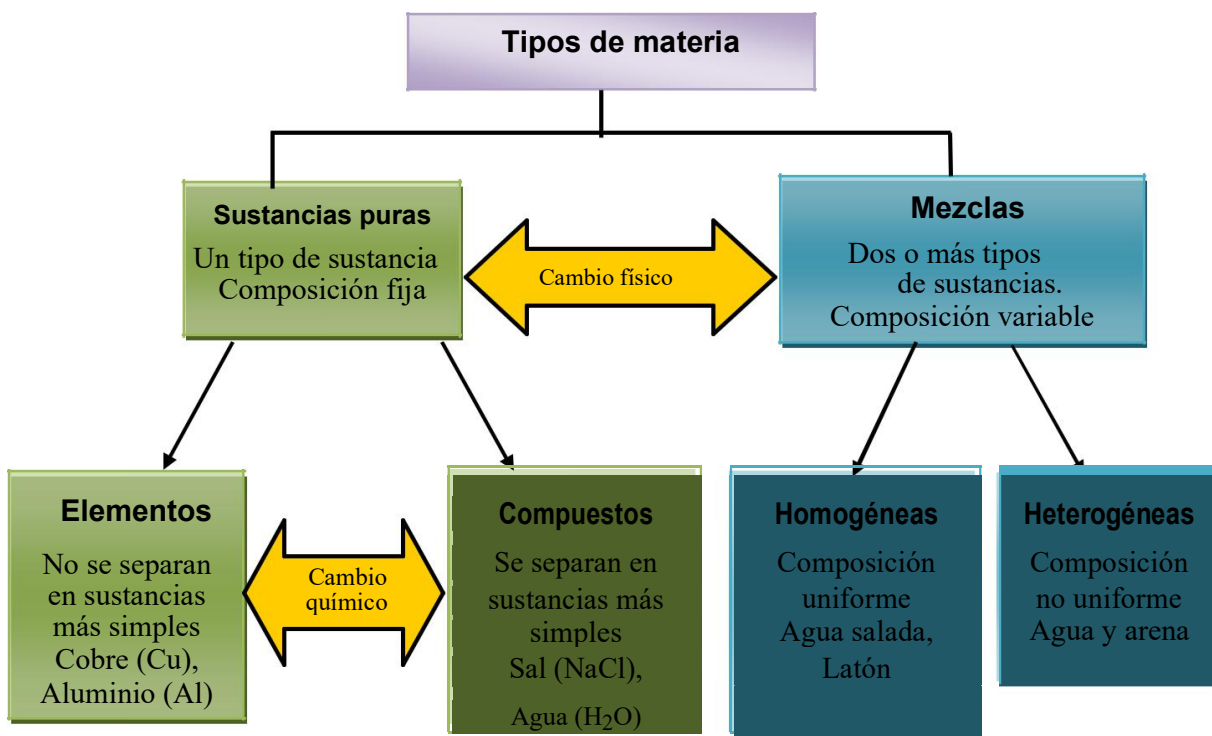 Tipos de materia
Sustancias puras
Un tipo de sustancia
Composición fija
Cambio físico
Mezclas
Dos o más tipos
de sustancias.
Composición variable
Elementos
No se separan
en sustancias
más simples
Cobre (Cu),
Aluminio (Al)
Cambio
químico
Compuestos
Se separan en
sustancias más
simples
Sal (NaCl),
Agua (H₂O)
Homogéneas
Composición
uniforme
Agua salada,
Latón
Heterogéneas
Composición
no uniforme
Agua y arena